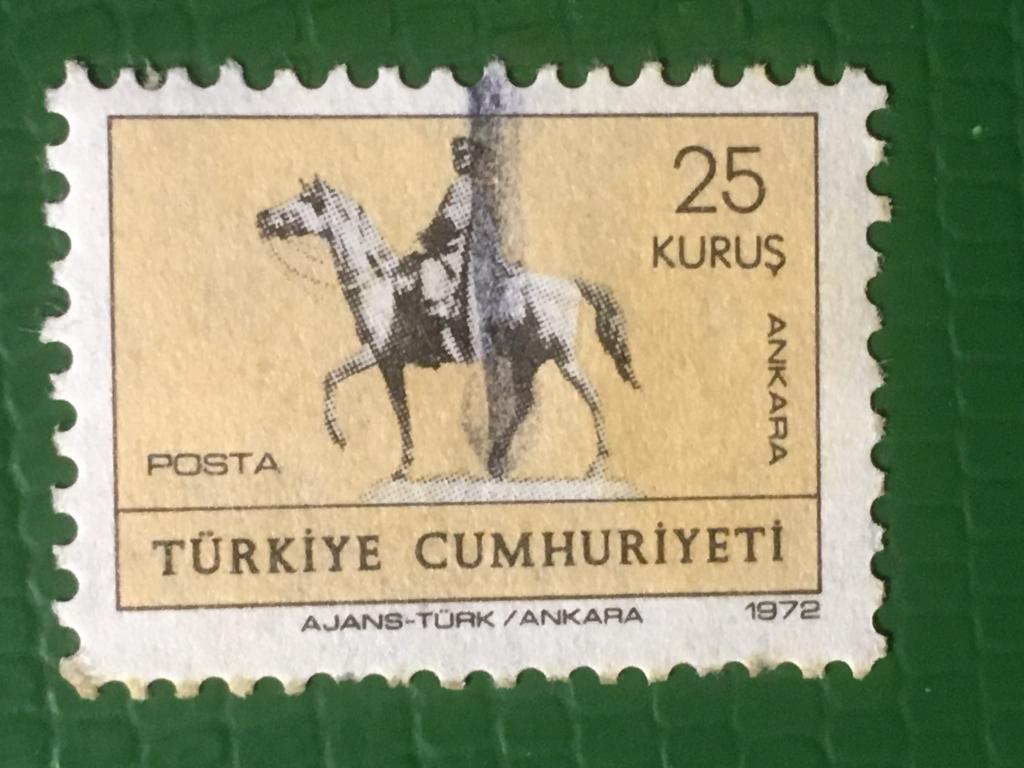 25
KURUŞ
ANKARA
POSTA
TÜRKİYE CUMHURİYETİ
AJANS-TÜRK/ANKARA 1972